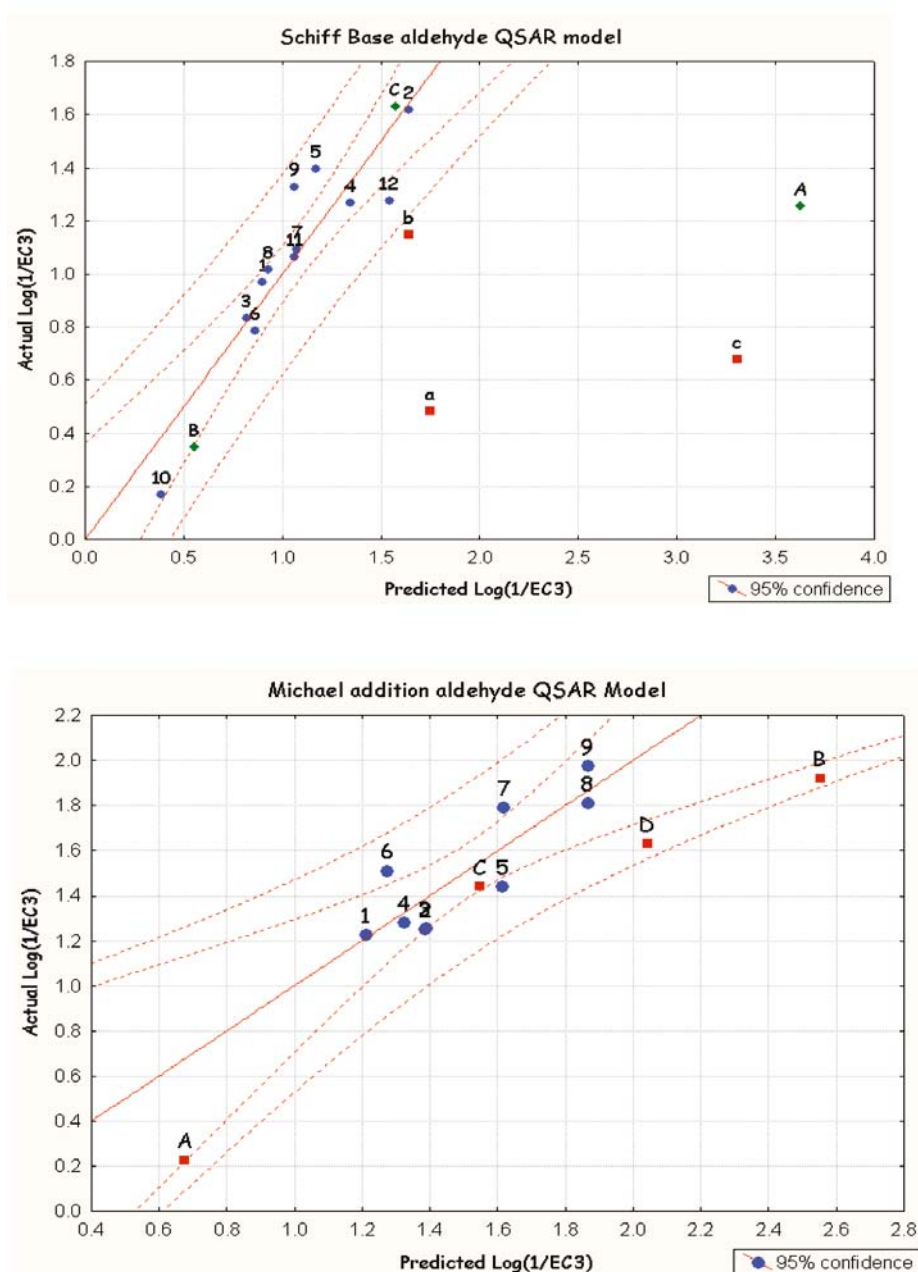 Schiff Base aldehyde QSAR model
Actual Log(1/EC3)
1.8
1.6
1.4
1.2
1.0
0.8
0.6
0.4
0.2
0.0
C
2
5
9
4
12
A
b
7
11
8
1
3
6
c
a
B
10
0.0 0.5 1.0 1.5 2.0 2.5 3.0 3.5 4.0
Predicted Log(1/EC3)
95% confidence
Michael addition aldehyde QSAR Model
Actual Log(1/EC3)
2.2
2.0
1.8
1.6
1.4
1.2
1.0
0.8
0.6
0.4
0.2
0.0
9
B
8
7
D
6
C
5
4
1
A
0.4 0.6 0.8 1.0 1.2 1.4 1.6 1.8 2.0 2.2 2.4 2.6 2.8
Predicted Log(1/EC3)
95% confidence